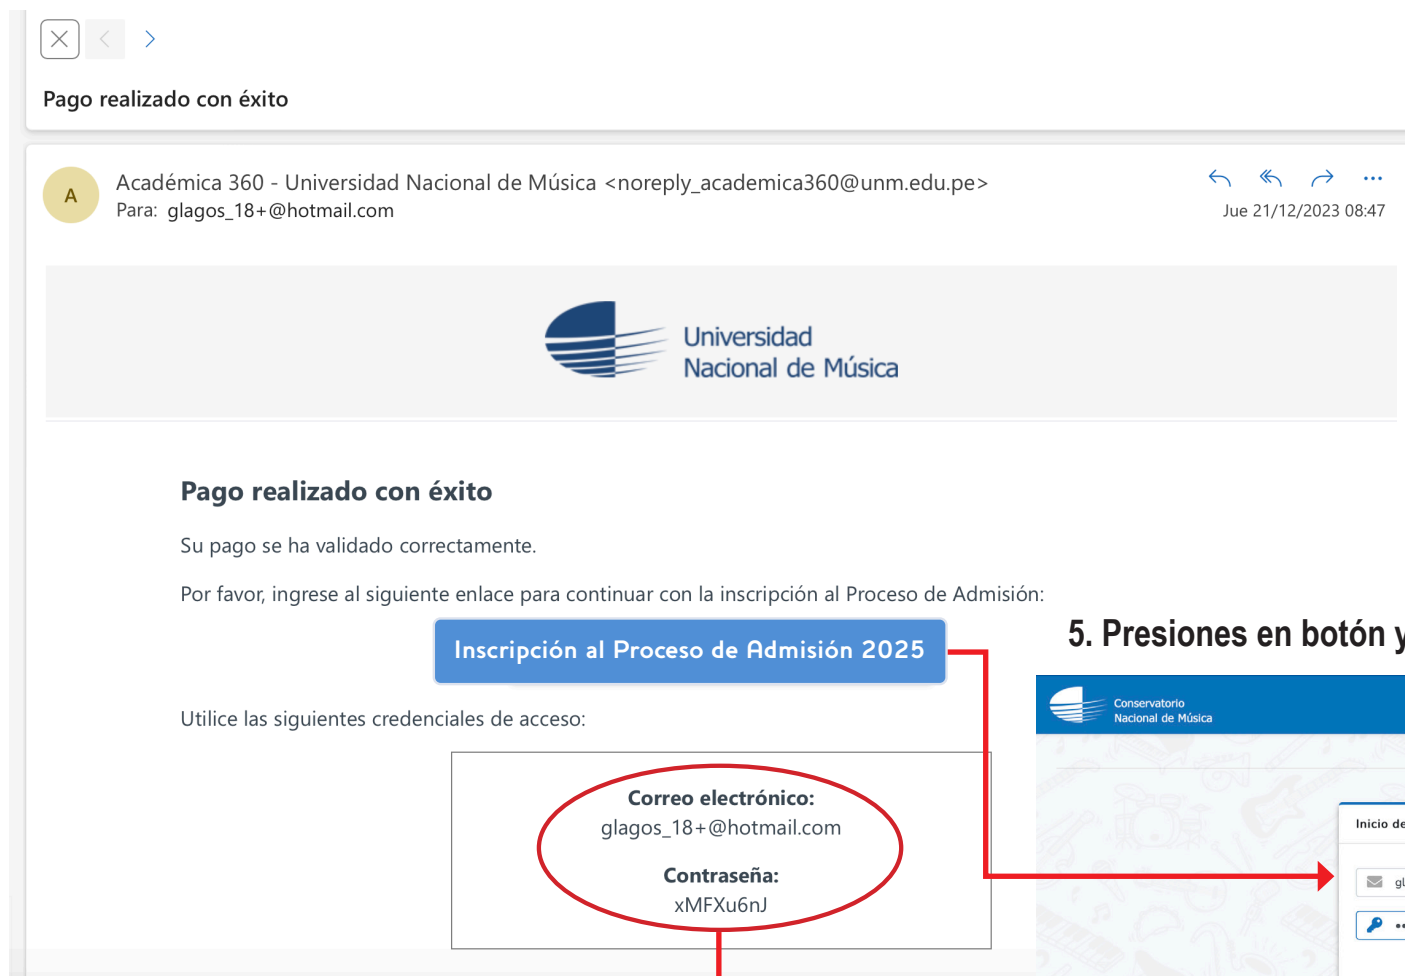 Pago realizado con éxito
A
Académica 360 - Universidad Nacional de Música <noreply_academica360@unm.edu.pe>
Para: glagos_18+@hotmail.com
Jue 21/12/2023 08:47
Universidad
Nacional de Música
Pago realizado con éxito
Su pago se ha validado correctamente.
Por favor, ingrese al siguiente enlace para continuar con la inscripción al Proceso de Admisión:
Inscripción al Proceso de Admisión 2025
5. Presiones en botón y
Utilice las siguientes credenciales de acceso:
Correo electrónico:
glagos_18+@hotmail.com
Contraseña:
xMFXu6nJ
Conservatorio
Nacional de Música
Inicio de
gl